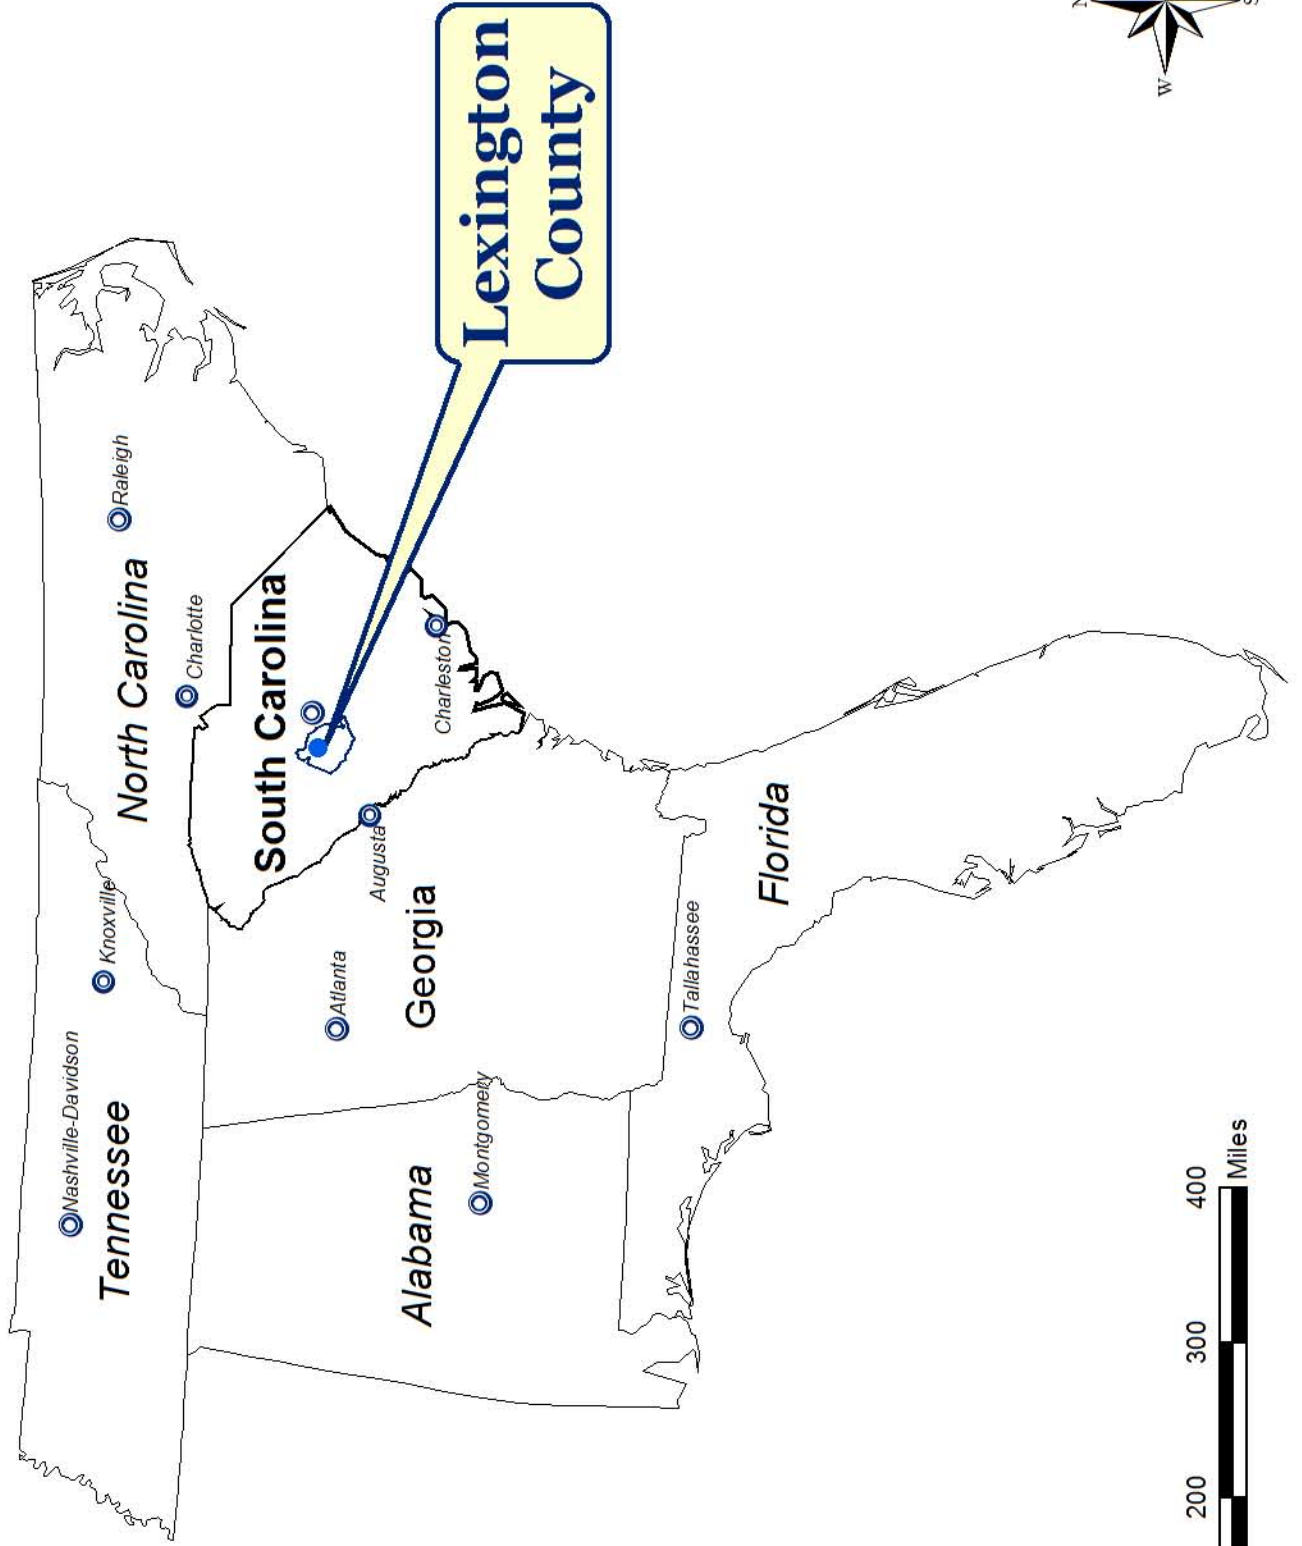 Nashville-Davidson
Tennessee
Knoxville
North Carolina
Raleigh
Charlotte
South Carolina
Lexington
County
Charleston
Augusta
Atlanta
Georgia
Alabama
Montgomery
Tallahassee
Florida
200 300 400
Miles
N
W
S